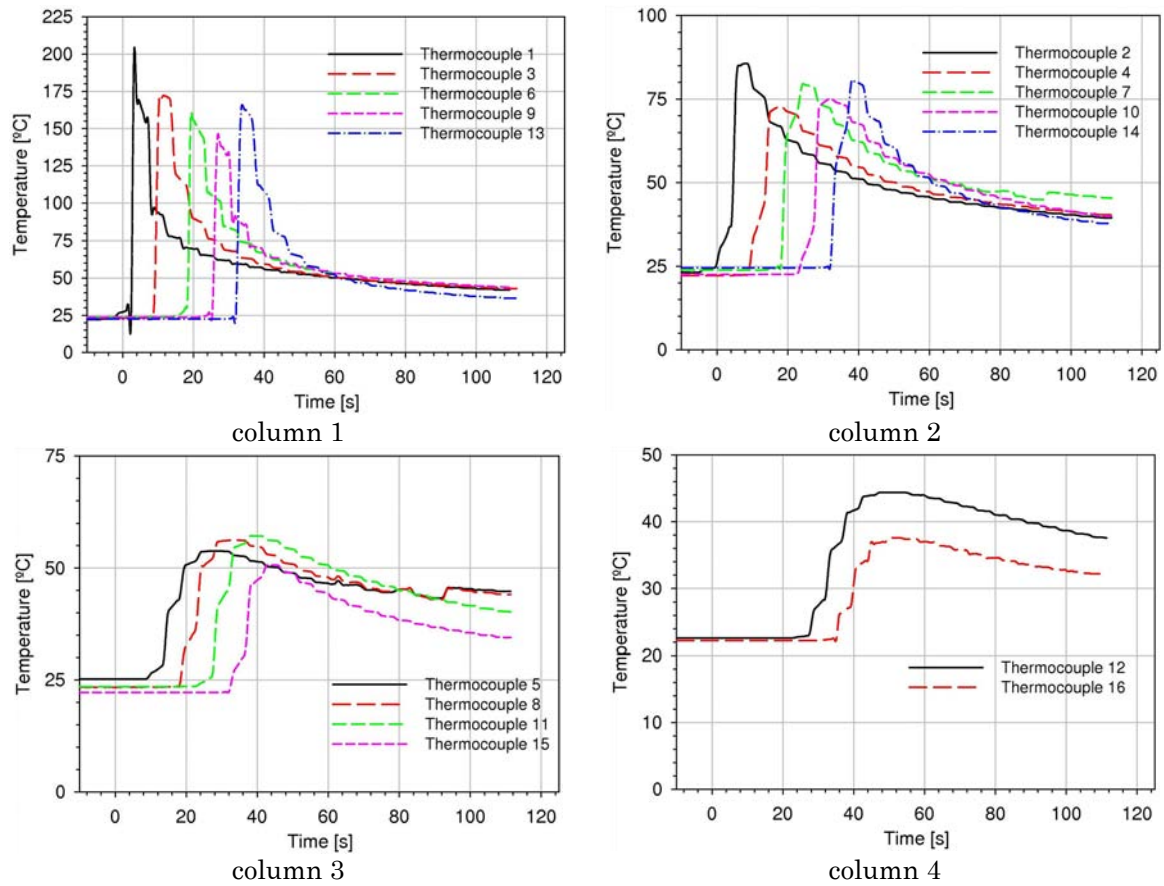 225
200
175
150
125
100
75
50
25
0
Temperature [ºC]
Thermocouple 1
Thermocouple 3
Thermocouple 6
Thermocouple 9
Thermocouple 13
0 20 40 60 80 100 120
Time [s]
column 1
100
75
50
25
0
Temperature [ºC]
Thermocouple 2
Thermocouple 4
Thermocouple 7
Thermocouple 10
Thermocouple 14
0 20 40 60 80 100 120
Time [s]
column 2
75
50
25
0
Temperature [ºC]
Thermocouple 5
Thermocouple 8
Thermocouple 11
Thermocouple 15
0 20 40 60 80 100 120
Time [s]
column 3
50
40
30
20
10
0
Temperature [ºC]
Thermocouple 12
Thermocouple 16
0 20 40 60 80 100 120
Time [s]
column 4